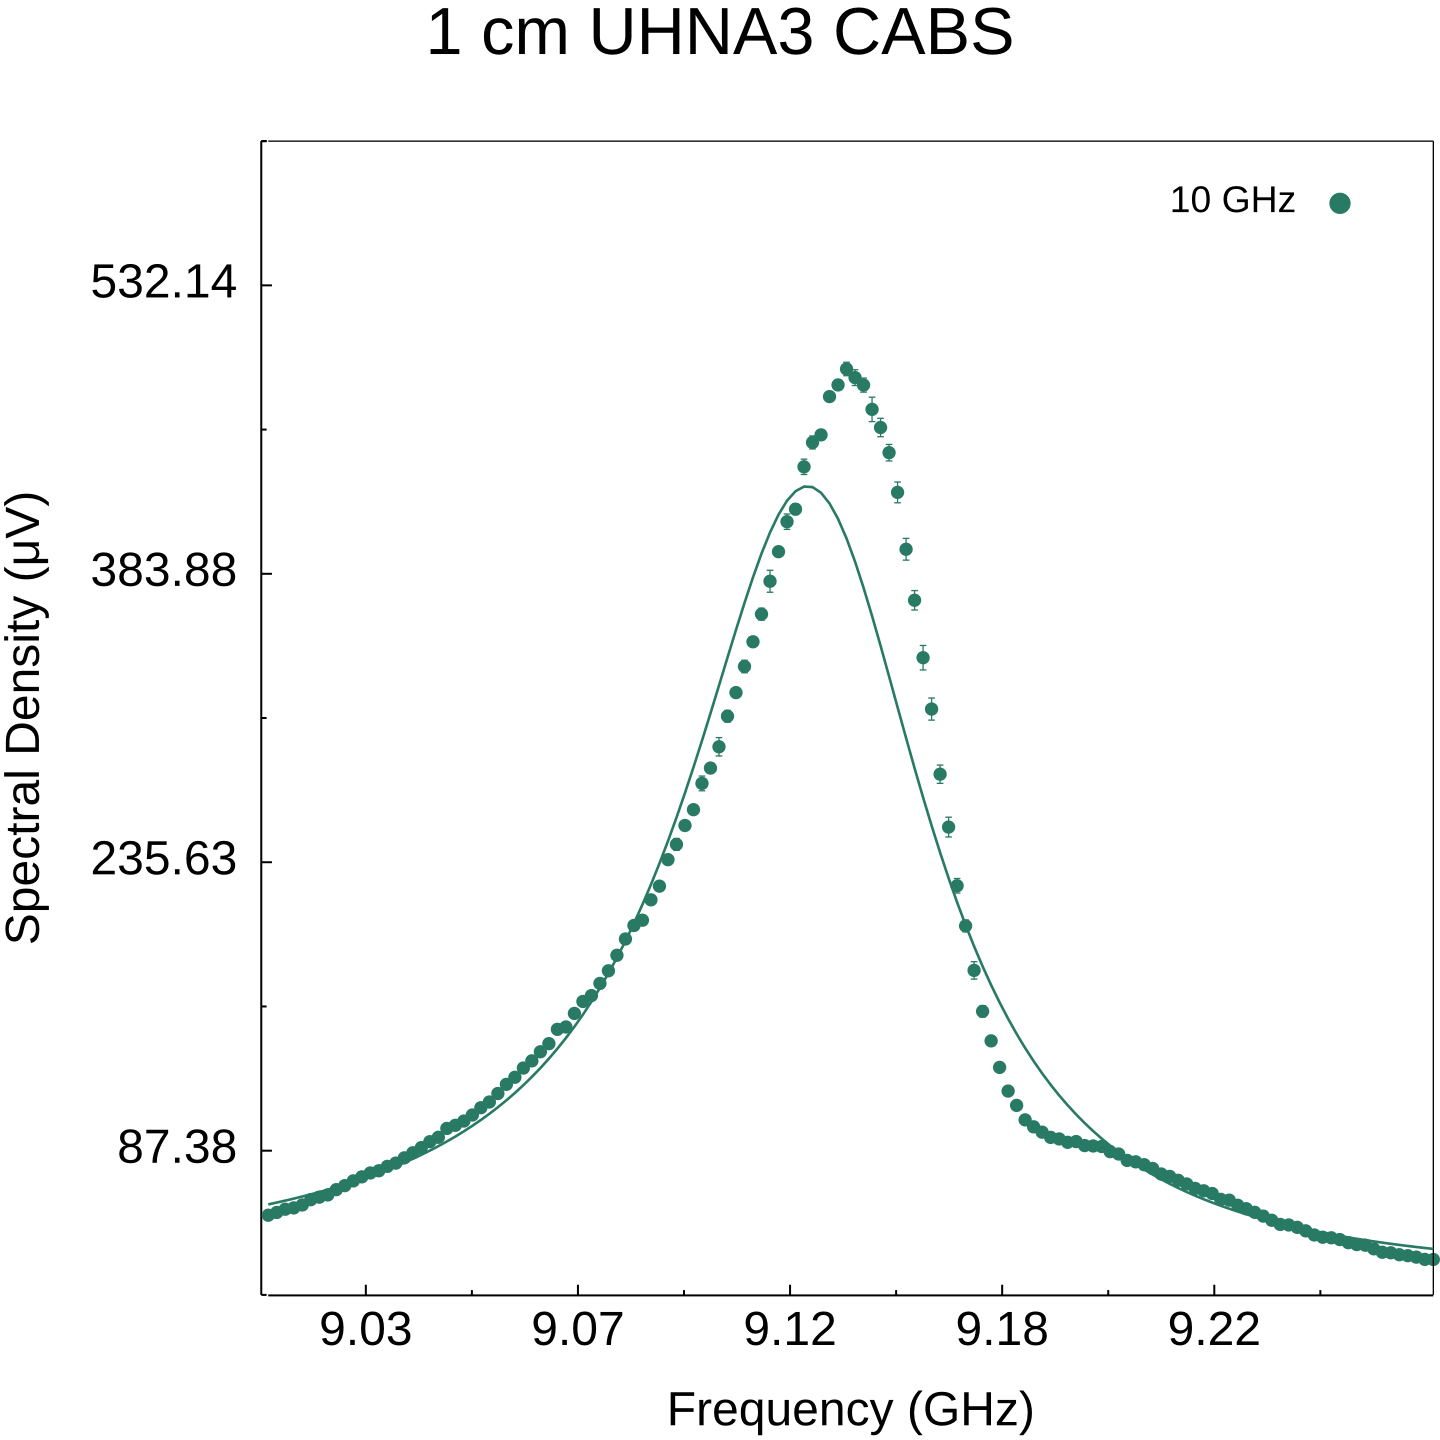 1 cm UHNA3 CABS
10 GHz
532.14
383.88
235.63
87.38
Spectral Density (μV)
9.03
9.07
9.12
9.18
9.22
Frequency (GHz)